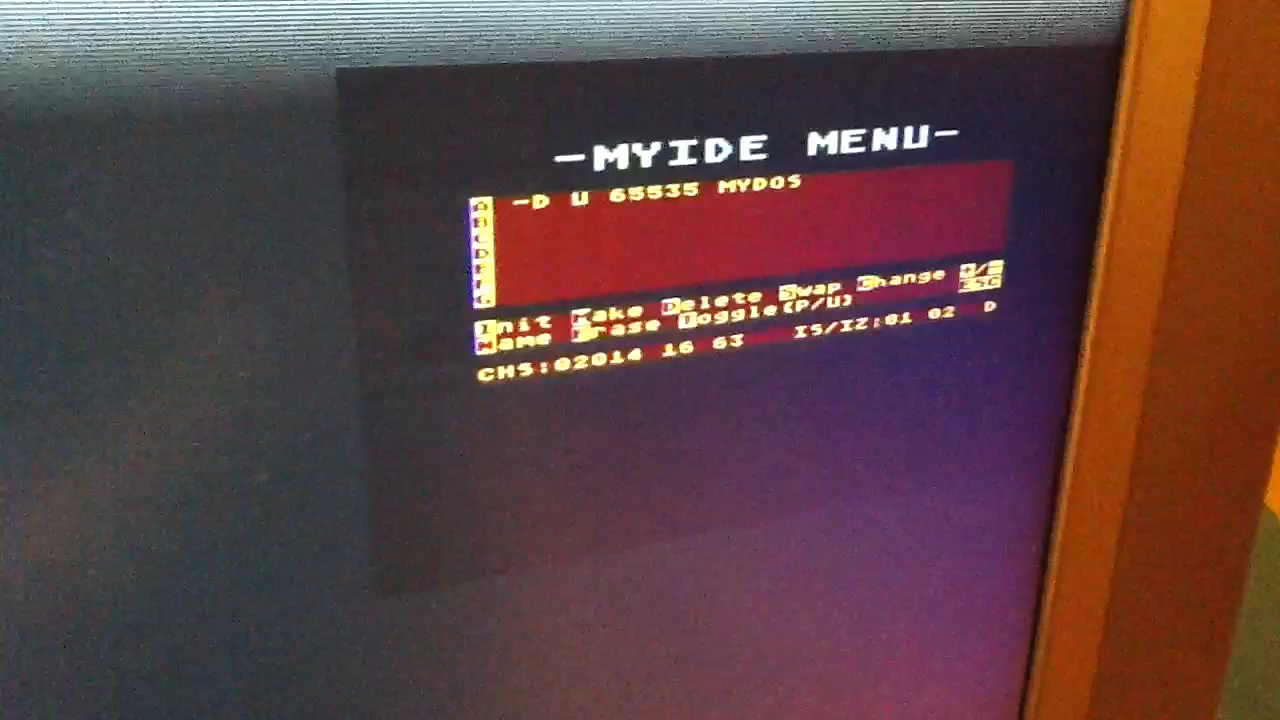 -MYIDE MENU-
A -D U 65535 MYDOS
B
C
D
E
F
G
Init Make Delete Swap Change
Name Erase Toggle(P/U) ESC
CHS:02014 16 63 IS/IZ:01 02 D